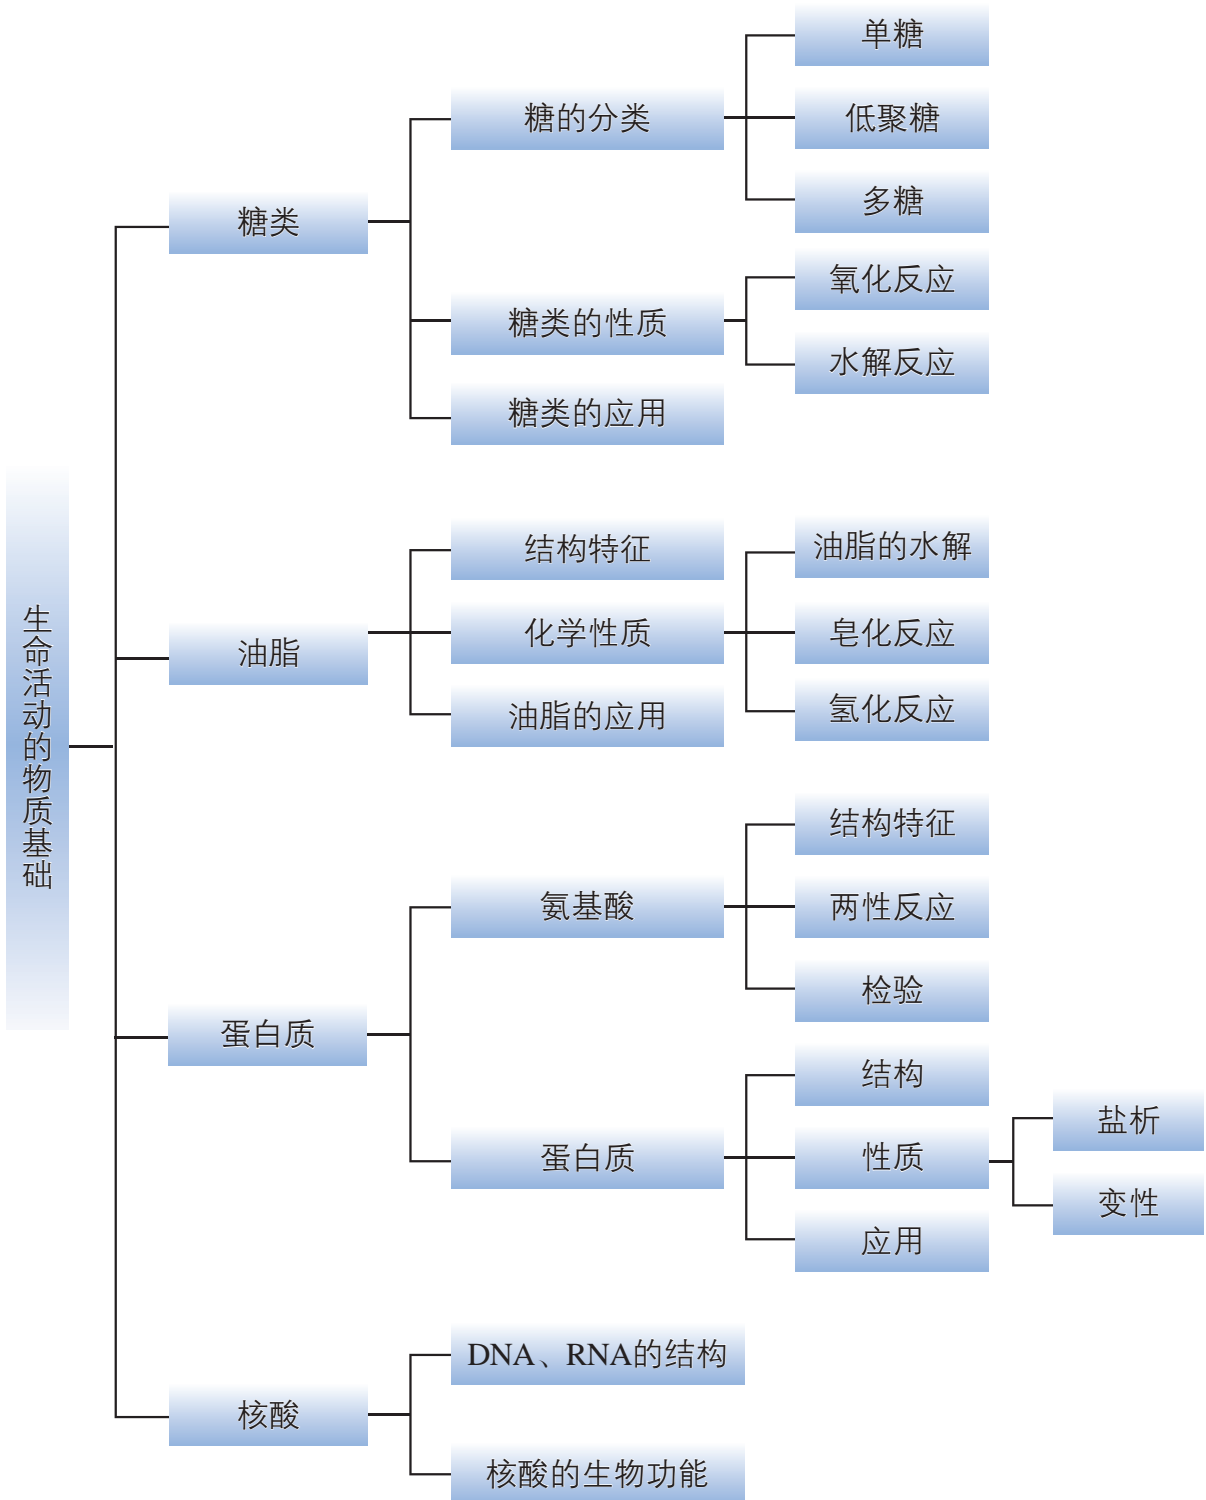 生命活动的物质基础
糖类
糖的分类
单糖
低聚糖
多糖
糖类的性质
氧化反应
水解反应
糖类的应用
油脂
结构特征
化学性质
油脂的水解
皂化反应
氢化反应
油脂的应用
蛋白质
氨基酸
结构特征
两性反应
检验
蛋白质
结构
性质
盐析
变性
应用
核酸
DNA、RNA的结构
核酸的生物功能